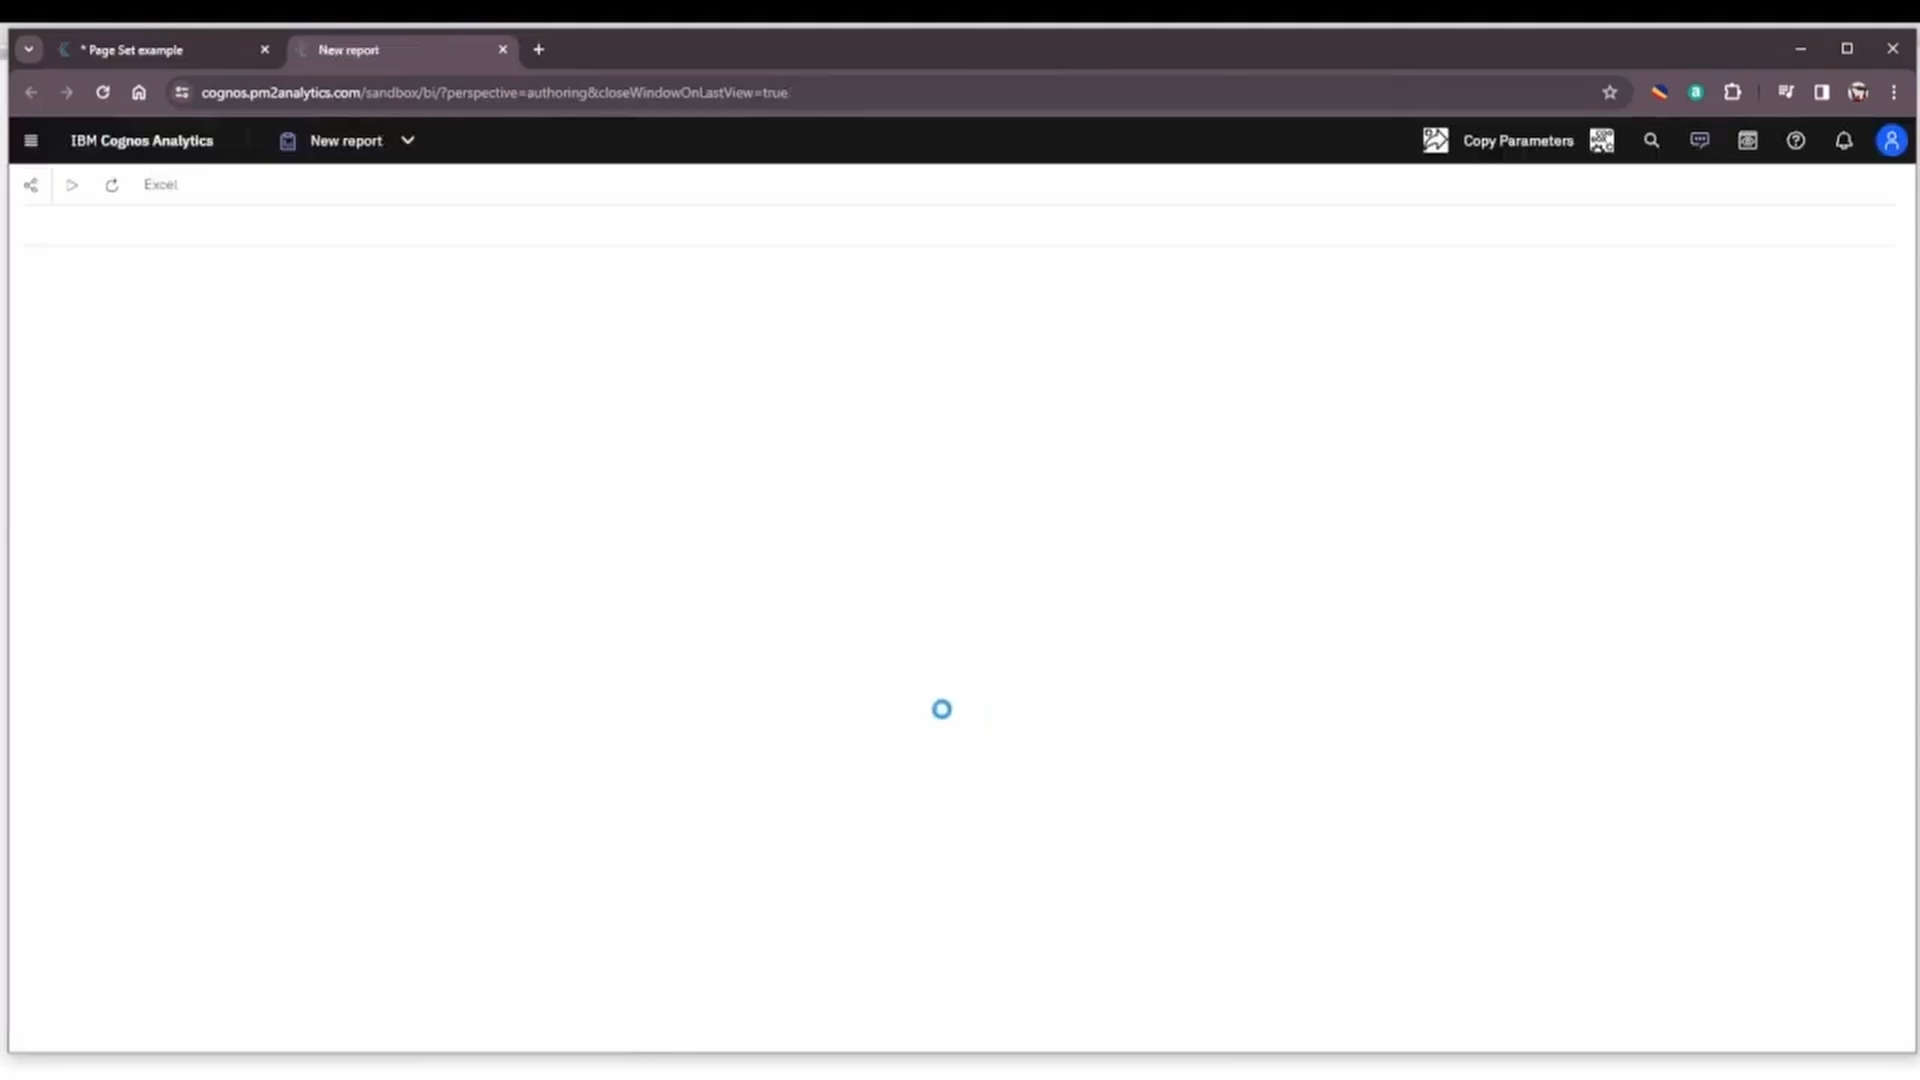 * Page Set example
New report
cognos.pm2analytics.com/sandbox/bi/?perspective=authoring&closeWindowOnLastView=true
IBM Cognos Analytics
New report
Copy Parameters
Excel